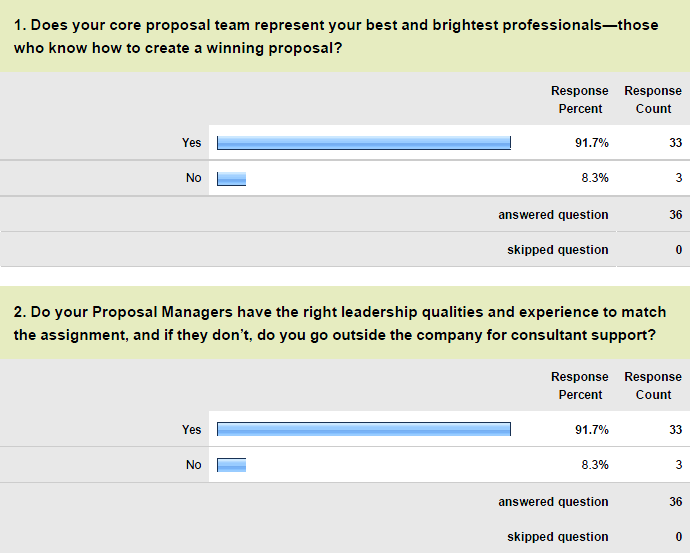 1. Does your core proposal team represent your best and brightest professionals—those
who know how to create a winning proposal?
Response Response
Percent Count
Yes 91.7% 33
No 8.3% 3
answered question 36
skipped question 0
2. Do your Proposal Managers have the right leadership qualities and experience to match
the assignment, and if they don’t, do you go outside the company for consultant support?
Response Response
Percent Count
Yes 91.7% 33
No 8.3% 3
answered question 36
skipped question 0